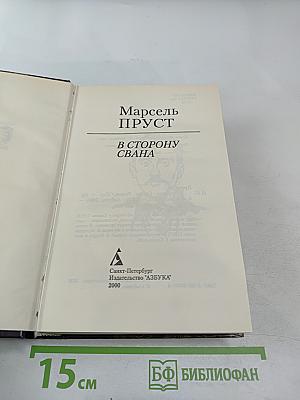 Марсель
ПРУСТ
В СТОРОНУ
СВАНА
Санкт-Петербург
Издательство "АЗБУКА"
2000
15 см
БФ БИБЛИОФАН